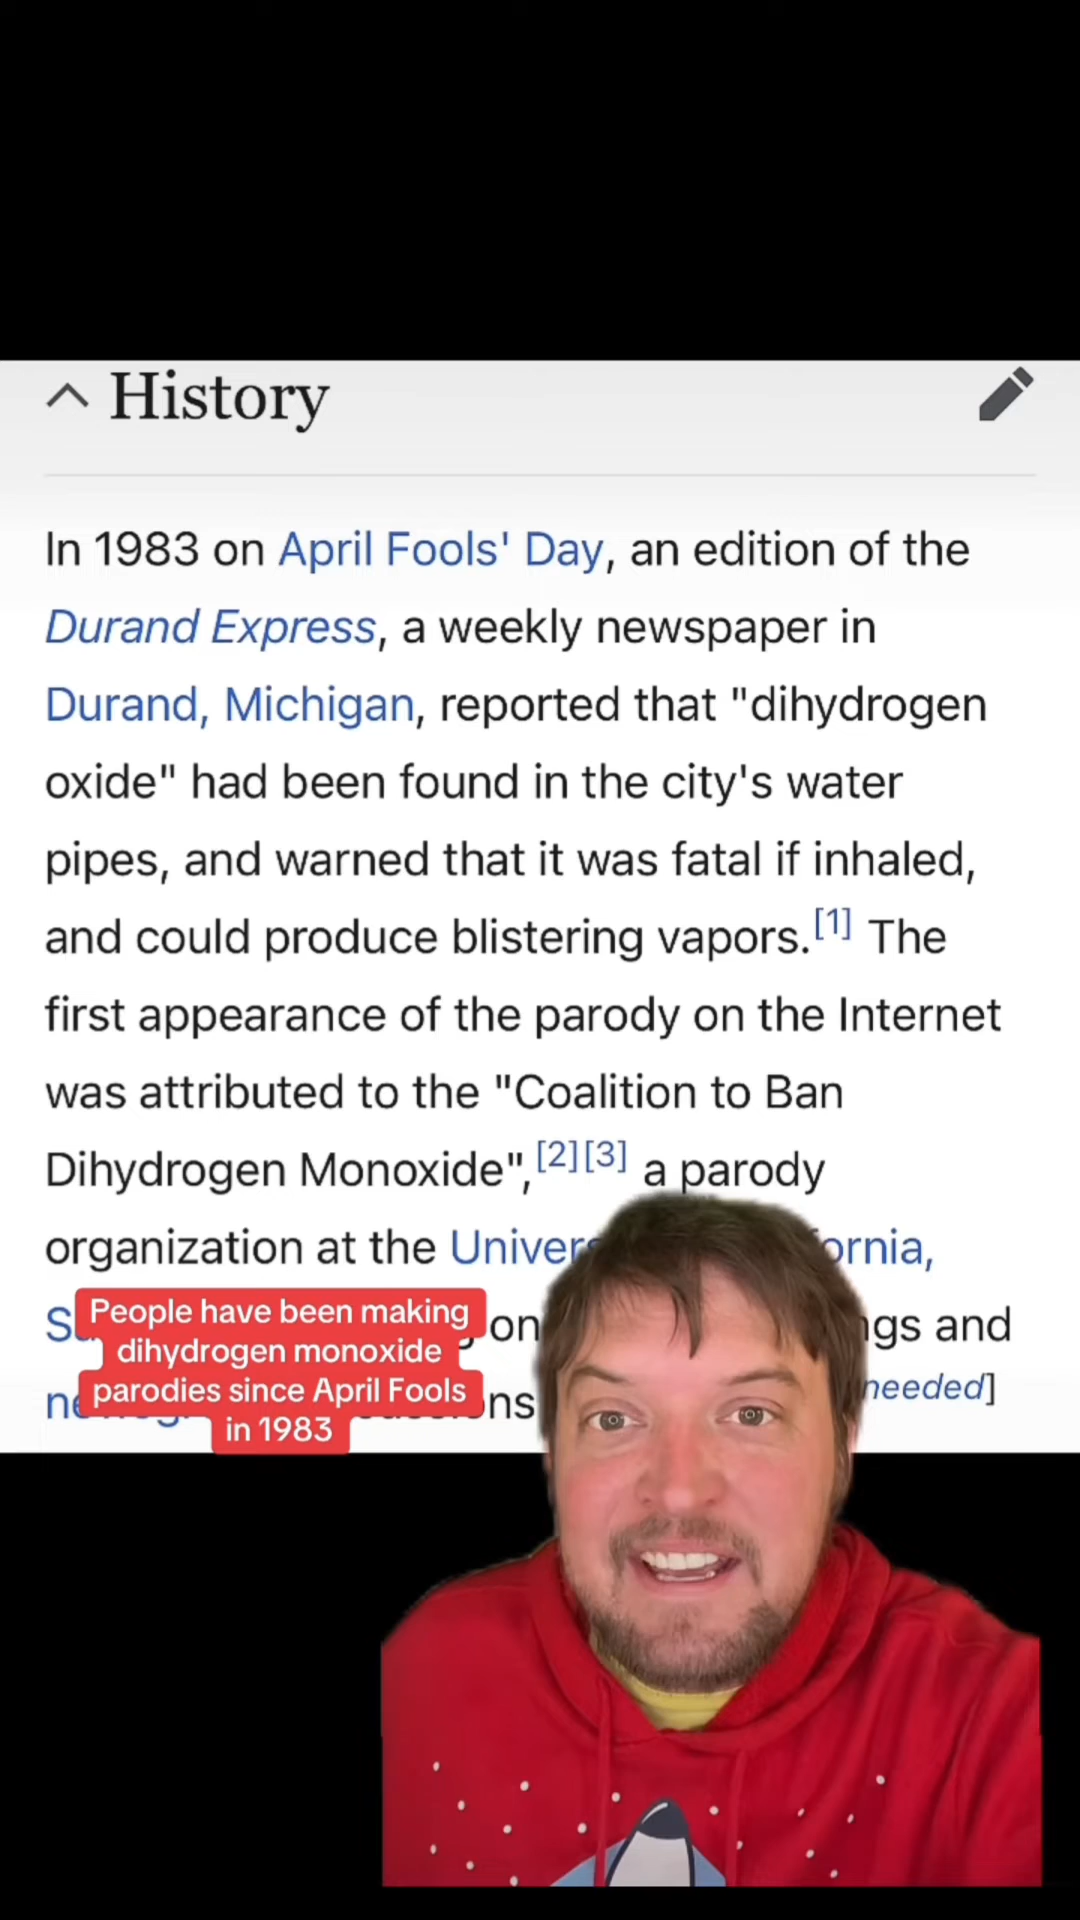 History
In 1983 on April Fools' Day, an edition of the
Durand Express, a weekly newspaper in
Durand, Michigan, reported that "dihydrogen
oxide" had been found in the city's water
pipes, and warned that it was fatal if inhaled,
and could produce blistering vapors.[1] The
first appearance of the parody on the Internet
was attributed to the "Coalition to Ban
Dihydrogen Monoxide",[2][3] a parody
organization at the
and
needed]
People have been making
dihydrogen monoxide
parodies since April Fools
in 1983